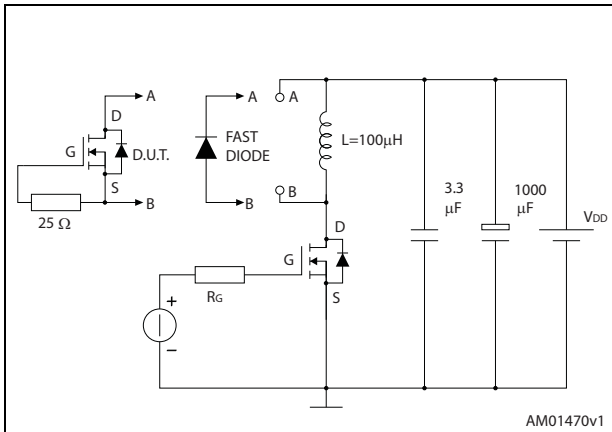 A
D
G
D.U.T.
S
B
25 Ω
A
FAST
DIODE
B
A
B
L=100μH
D
G
S
RG
+
−
3.3
μF
1000
μF
VDD
AM01470v1